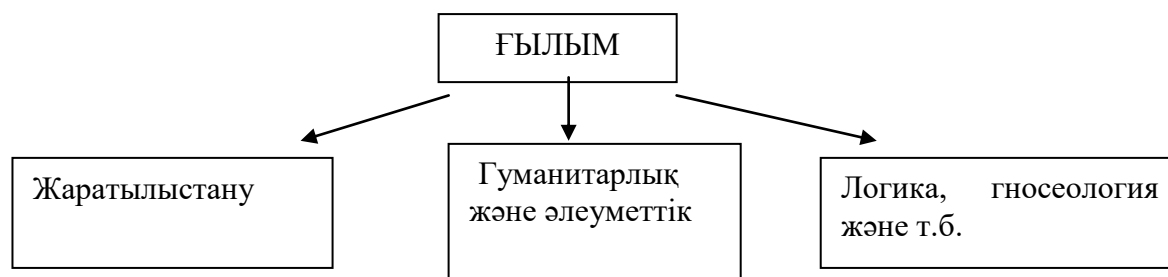 ҒЫЛЫМ
Жаратылыстану
Гуманитарлық
және әлеуметтік
Логика, гносеология
және т.б.